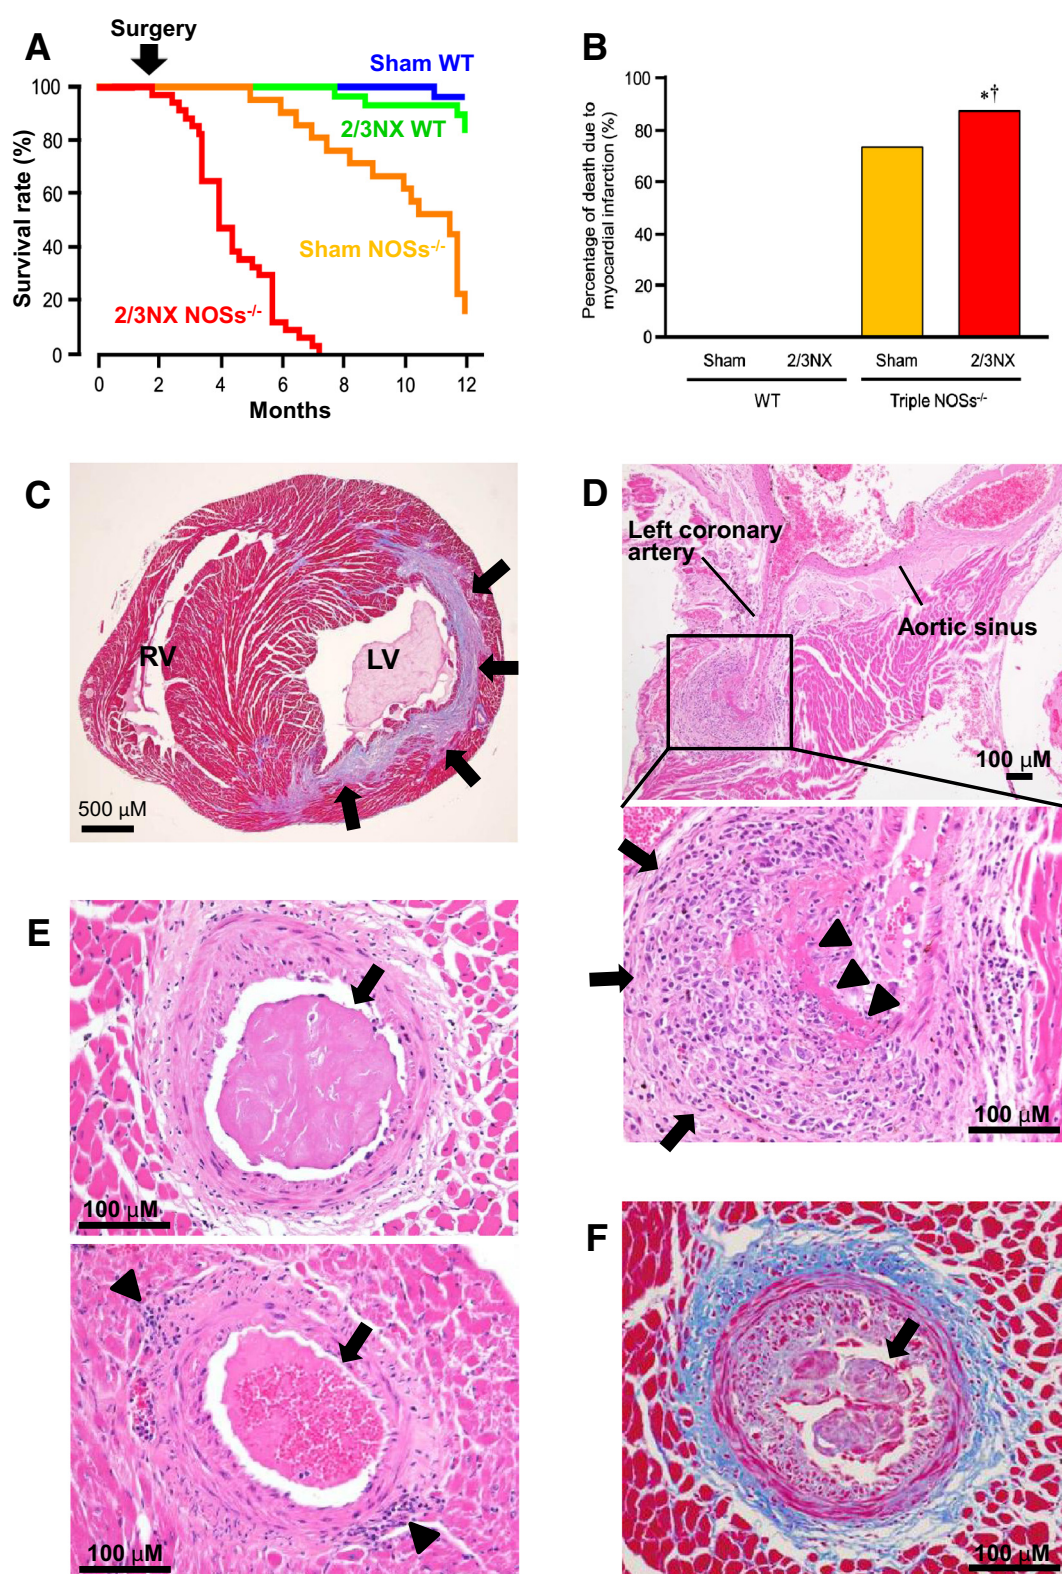 A
Surgery
Sham WT
2/3NX WT
Sham NOSs-/-
2/3NX NOSs-/-
Survival rate (%)
100
80
60
40
20
0
0 2 4 6 8 10 12
Months
B
Percentage of death due to
myocardial infarction (%)
100
80
60
40
20
0
*†
Sham 2/3NX Sham 2/3NX
WT Triple NOSs-/-
C
RV
LV
500 µM
D
Left coronary
artery
Aortic sinus
100 µM
100 µM
E
100 µM
100 µM
F
100 µM